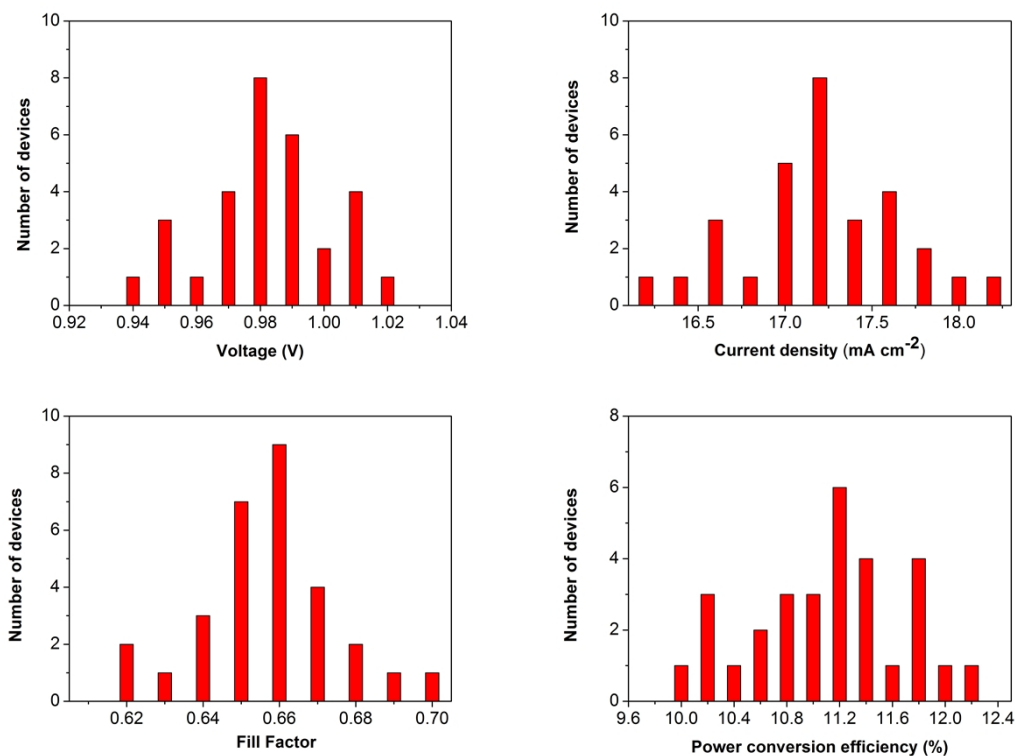 Number of devices
10
8
6
4
2
0
0.92 0.94 0.96 0.98 1.00 1.02 1.04
Voltage (V)
Number of devices
10
8
6
4
2
0
16.5 17.0 17.5 18.0
Current density (mA cm-2)
Number of devices
10
8
6
4
2
0
0.62 0.64 0.66 0.68 0.70
Fill Factor
Number of devices
8
6
4
2
0
9.6 10.0 10.4 10.8 11.2 11.6 12.0 12.4
Power conversion efficiency (%)